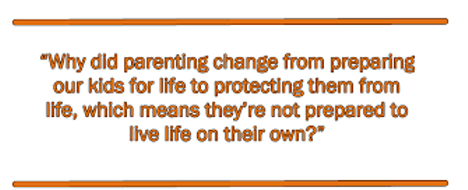 “Why did parenting change from preparing
our kids for life to protecting them from
life, which means they’re not prepared to
live life on their own?”